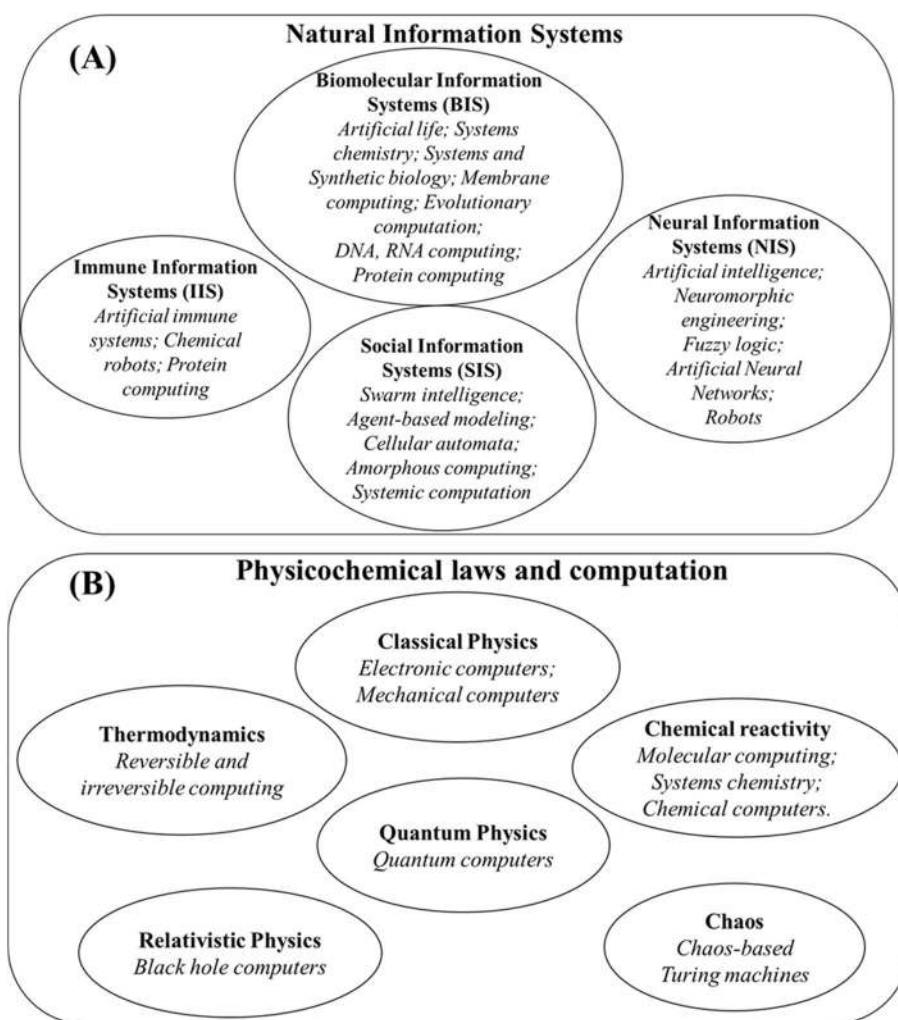 (A)
Natural Information Systems
Biomolecular Information
Systems (BIS)
Artificial life; Systems
chemistry; Systems and
Synthetic biology; Membrane
computing; Evolutionary
computation;
DNA, RNA computing;
Protein computing
Immune Information
Systems (IIS)
Artificial immune
systems; Chemical
robots; Protein
computing
Social Information
Systems (SIS)
Swarm intelligence;
Agent-based modeling;
Cellular automata;
Amorphous computing;
Systemic computation
Neural Information
Systems (NIS)
Artificial intelligence;
Neuromorphic
engineering;
Fuzzy logic;
Artificial Neural
Networks;
Robots
(B)
Physicochemical laws and computation
Classical Physics
Electronic computers;
Mechanical computers
Thermodynamics
Reversible and
irreversible computing
Chemical reactivity
Molecular computing;
Systems chemistry;
Chemical computers.
Quantum Physics
Quantum computers
Relativistic Physics
Black hole computers
Chaos
Chaos-based
Turing machines